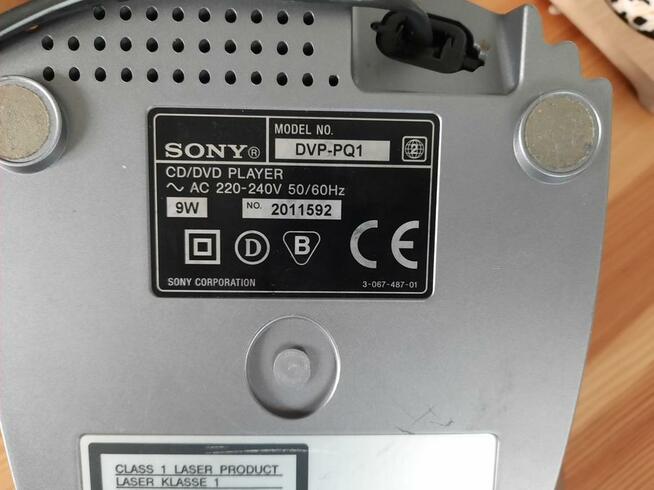 MODEL NO.
SONY® DVP-PQ1 2
CD/DVD PLAYER
~ AC 220-240V 50/60Hz
9W NO. 2011592
D B CE
SONY CORPORATION 3-067-487-01
CLASS 1 LASER PRODUCT
LASER KLASSE 1